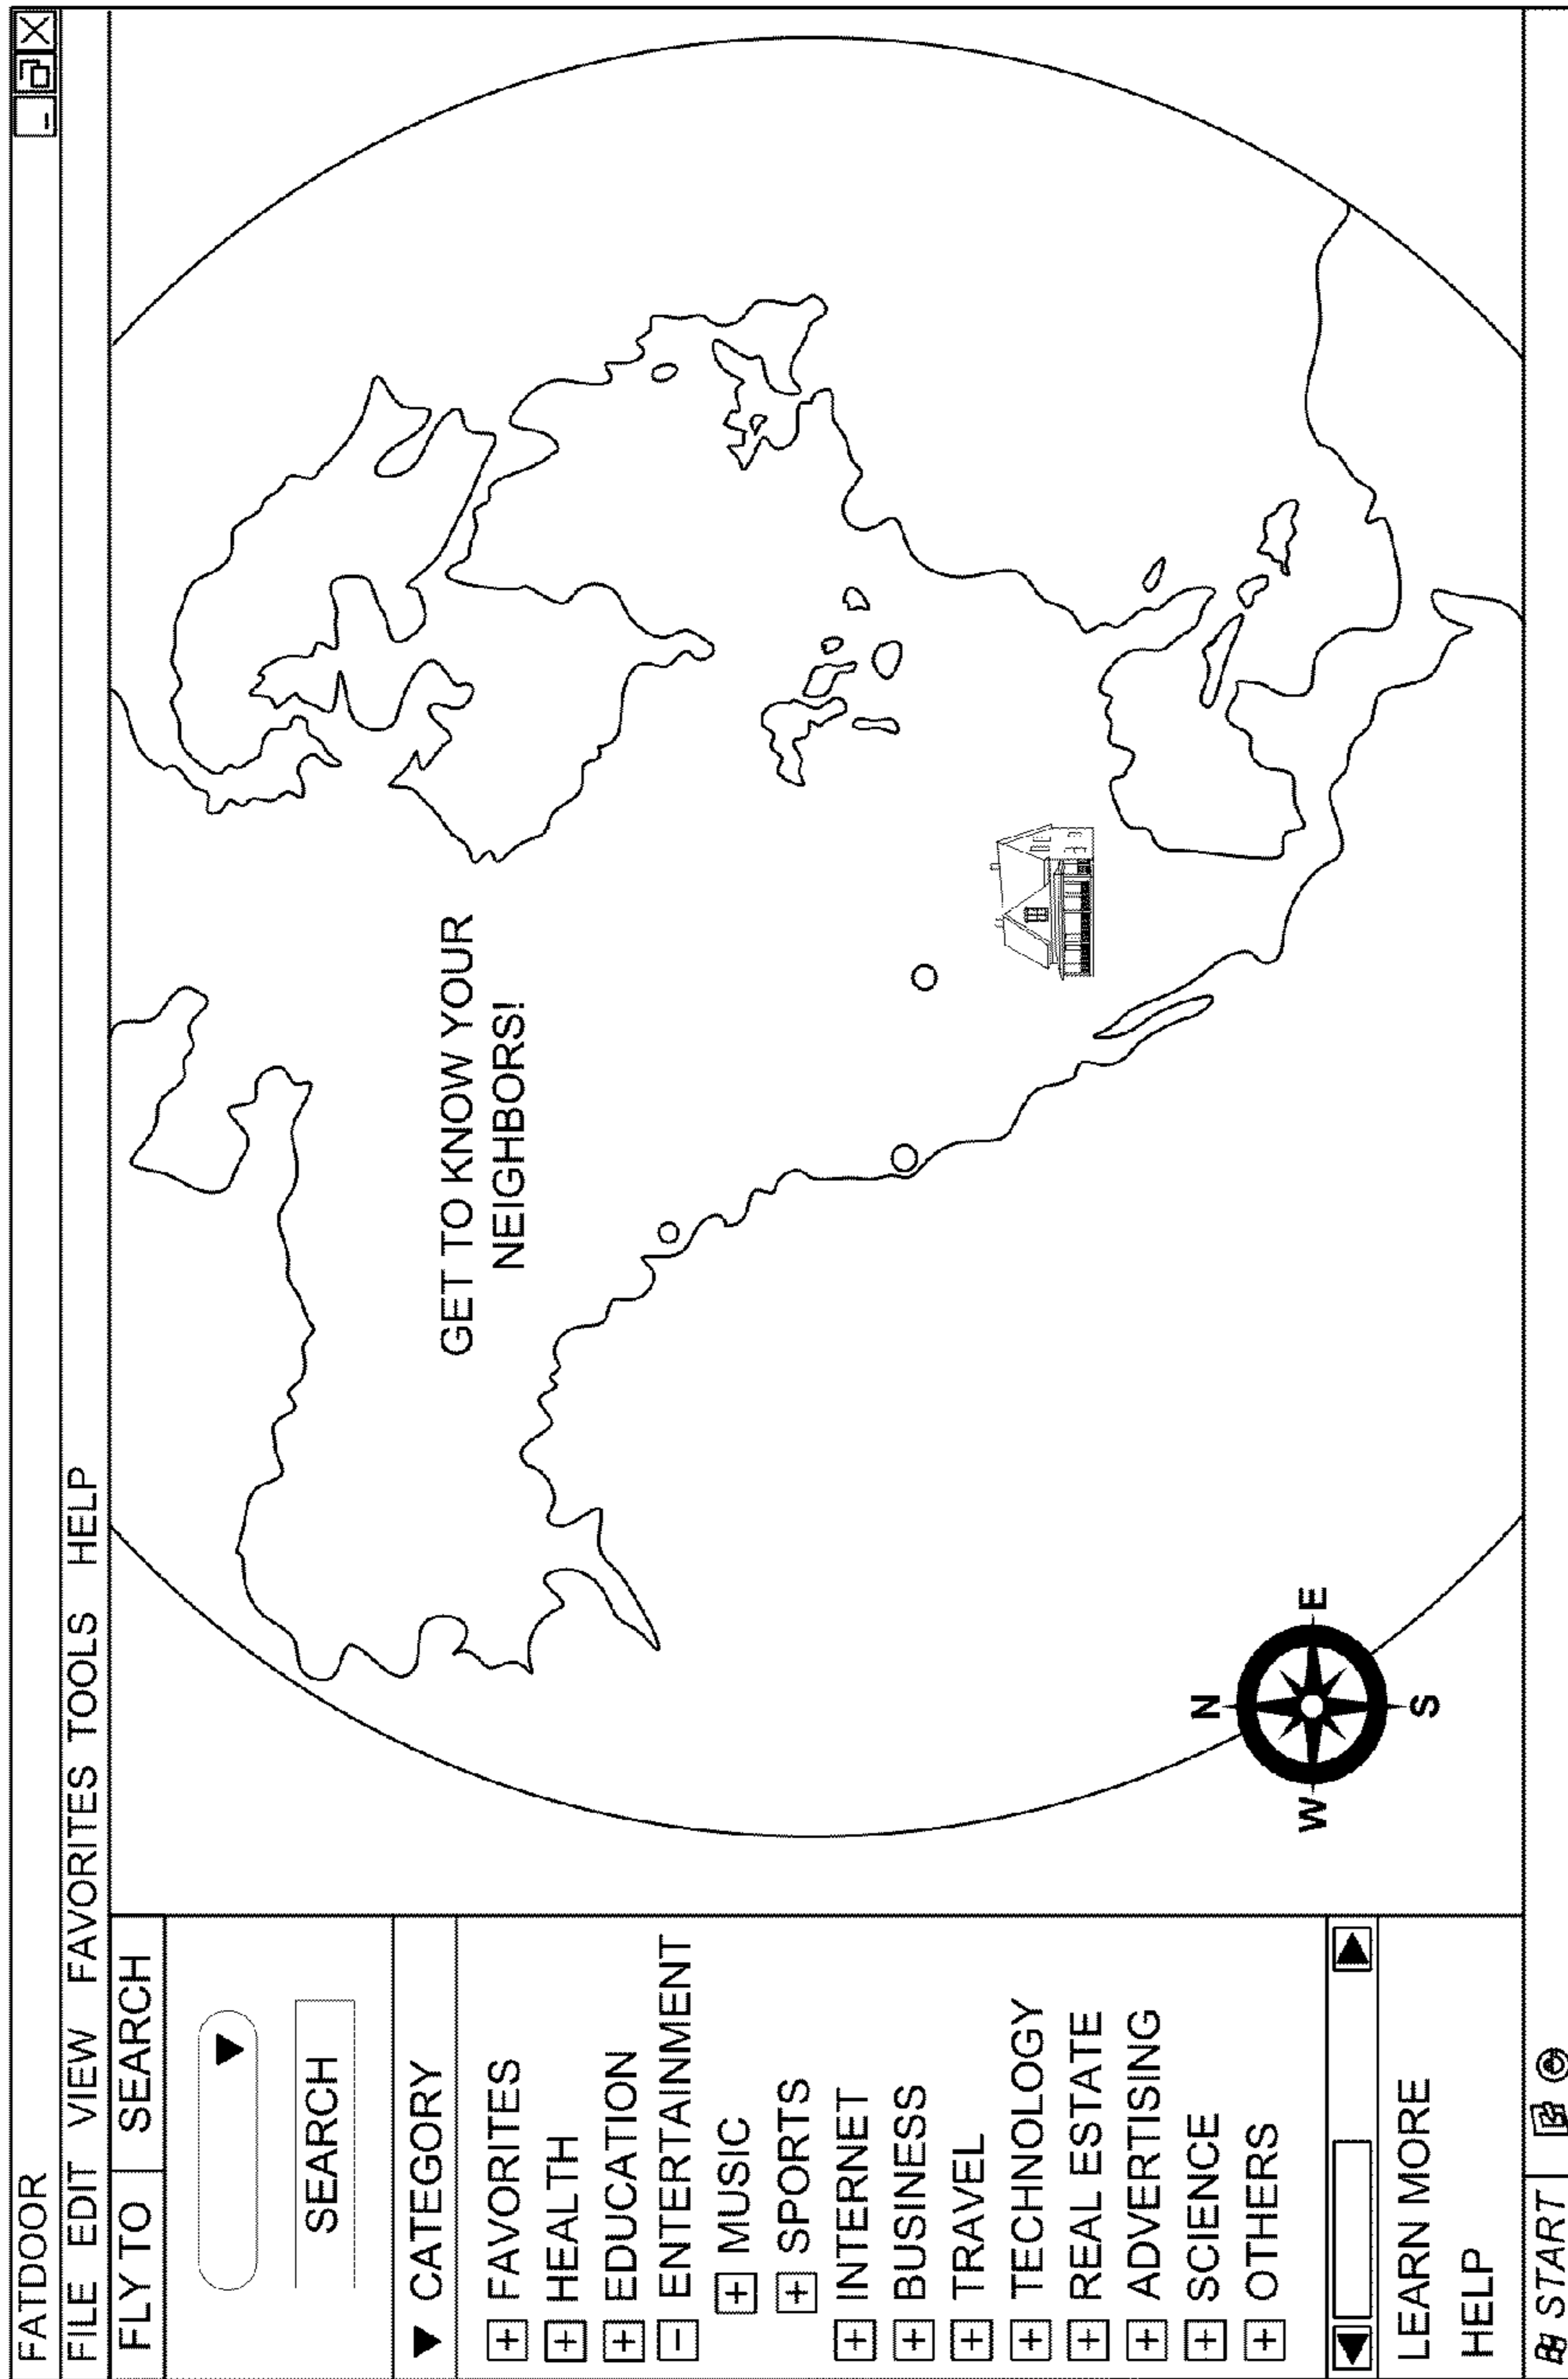 FATDOOR
FILE EDIT VIEW FAVORITES TOOLS HELP
FLY TO SEARCH
SEARCH
CATEGORY
FAVORITES
HEALTH
EDUCATION
ENTERTAINMENT
MUSIC
SPORTS
INTERNET
BUSINESS
TRAVEL
TECHNOLOGY
REAL ESTATE
ADVERTISING
SCIENCE
OTHERS
LEARN MORE
HELP
GET TO KNOW YOUR
NEIGHBORS!
N
W E
S
START